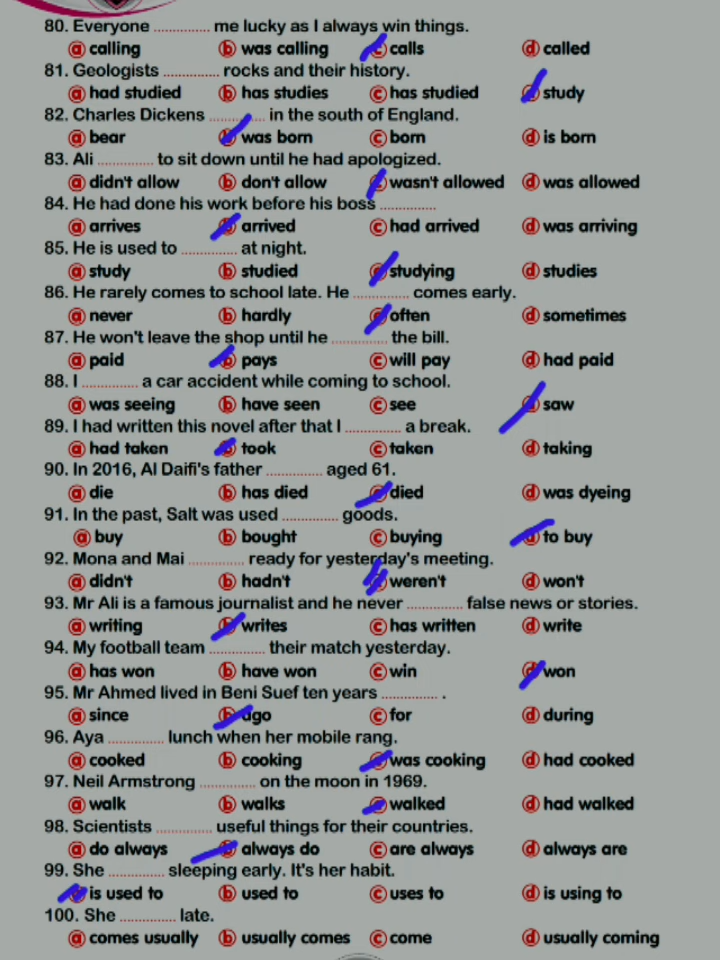 80. Everyone ............. me lucky as I always win things.
a calling b was calling c calls d called
81. Geologists ............. rocks and their history.
a had studied b has studies c has studied d study
82. Charles Dickens ............. in the south of England.
a bear b was born c born d is born
83. Ali ............. to sit down until he had apologized.
a didn't allow b don't allow c wasn't allowed d was allowed
84. He had done his work before his boss .............
a arrives b arrived c had arrived d was arriving
85. He is used to ............. at night.
a study b studied c studying d studies
86. He rarely comes to school late. He ............. comes early.
a never b hardly c often d sometimes
87. He won't leave the shop until he ............. the bill.
a paid b pays c will pay d had paid
88. I ............. a car accident while coming to school.
a was seeing b have seen c see d saw
89. I had written this novel after that I ............. a break.
a had taken b took c taken d taking
90. In 2016, Al Daifi's father ............. aged 61.
a die b has died c died d was dyeing
91. In the past, Salt was used ............. goods.
a buy b bought c buying d to buy
92. Mona and Mai ............. ready for yesterday's meeting.
a didn't b hadn't c weren't d won't
93. Mr Ali is a famous journalist and he never ............. false news or stories.
a writing b writes c has written d write
94. My football team ............. their match yesterday.
a has won b have won c win d won
95. Mr Ahmed lived in Beni Suef ten years ............. .
a since b ago c for d during
96. Aya ............. lunch when her mobile rang.
a cooked b cooking c was cooking d had cooked
97. Neil Armstrong ............. on the moon in 1969.
a walk b walks c walked d had walked
98. Scientists ............. useful things for their countries.
a do always b always do c are always d always are
99. She ............. sleeping early. It's her habit.
a is used to b used to c uses to d is using to
100. She ............. late.
a comes usually b usually comes c come d usually coming